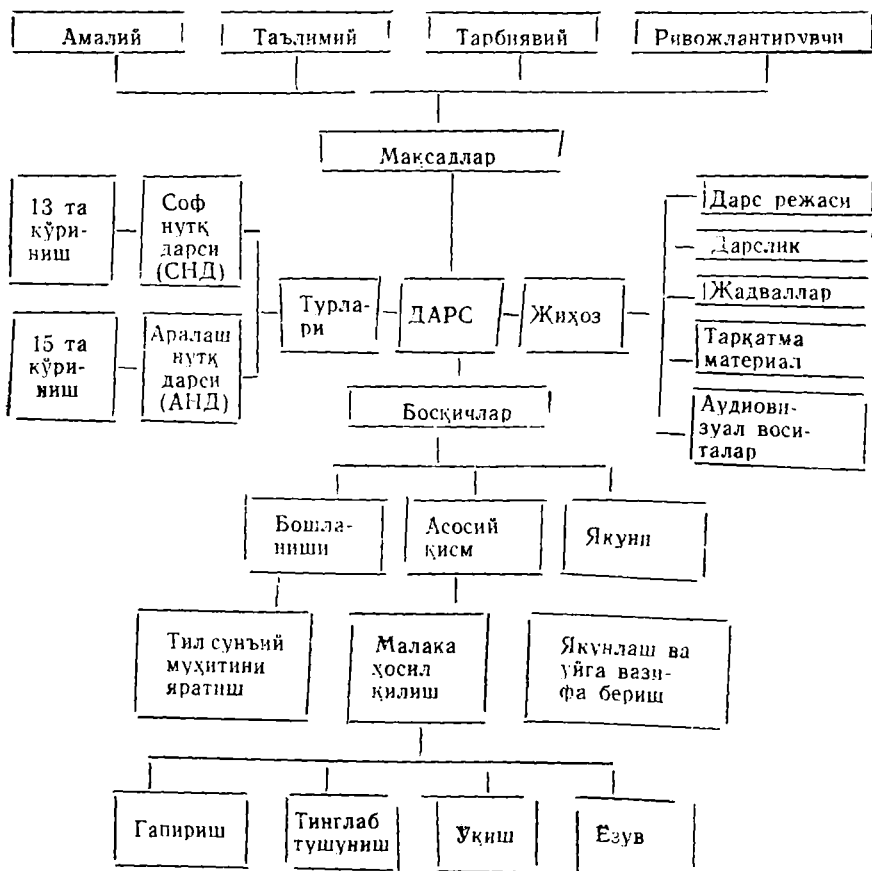 Амалий
Таълимий
Тарбиявий
Ривожлантирувчи
Мақсадлар
13 та
кўри-
ниш
Соф
нутқ
дарси
(СНД)
15 та
кўри-
ниш
Аралаш
нутқ
дарси
(АНД)
Турла-
ри
ДАРС
Жиҳоз
Дарс режаси
Дарслик
Жадваллар
Тарқатма
материал
Аудиови-
зуал воси-
талар
Босқичлар
Бошла-
ниши
Асосий
қисм
Якуни
Тил сунъий
муҳитини
яратиш
Малака
ҳосил
қилиш
Якунлаш ва
уйга вази-
фа бериш
Гапириш
Тинглаб
тушуниш
Ўқиш
Ёзув